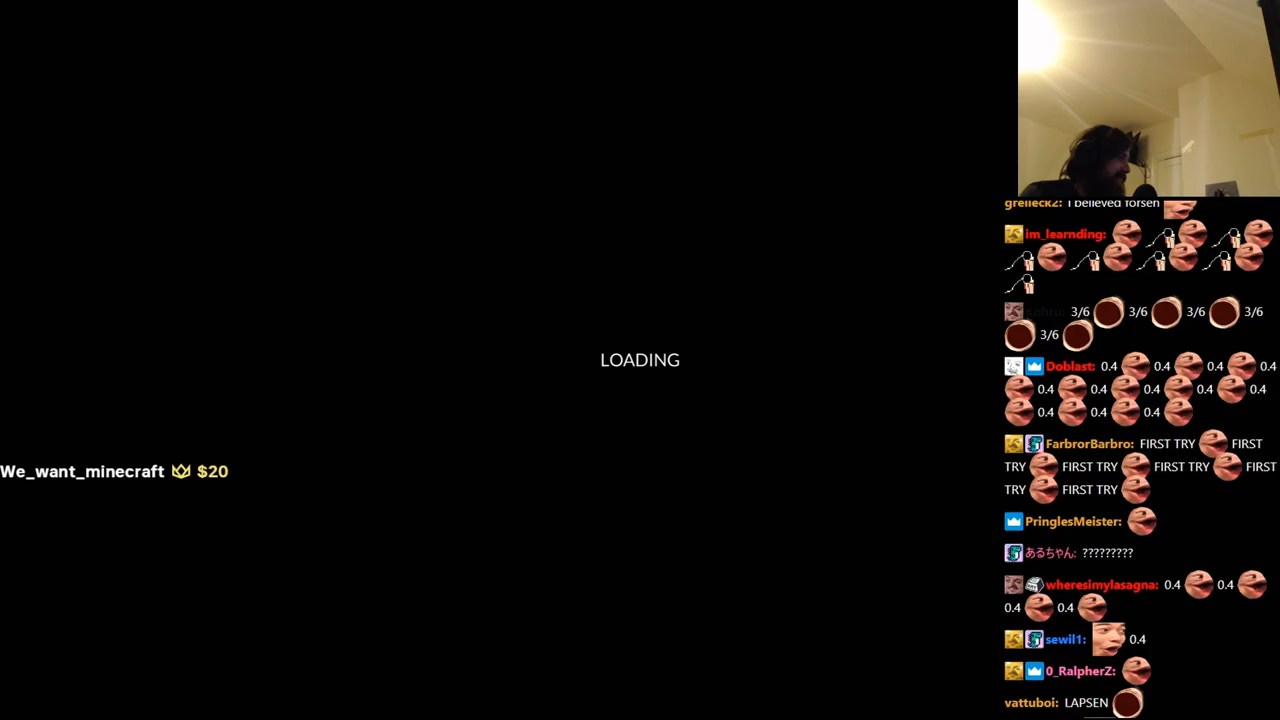 LOADING
We_want_minecraft $20
grelleckz: I believed forsen
im_learnding:
3/6 3/6 3/6 3/6
3/6
Doblast: 0.4 0.4 0.4 0.4
0.4 0.4 0.4 0.4 0.4
0.4 0.4 0.4
FarbrorBarbro: FIRST TRY FIRST
TRY FIRST TRY FIRST TRY FIRST
TRY FIRST TRY
PringlesMeister:
あるちゃん: ?????????
wheresimylasagna: 0.4 0.4
0.4 0.4
sewil1: 0.4
0_RalpherZ:
vattuboi: LAPSEN